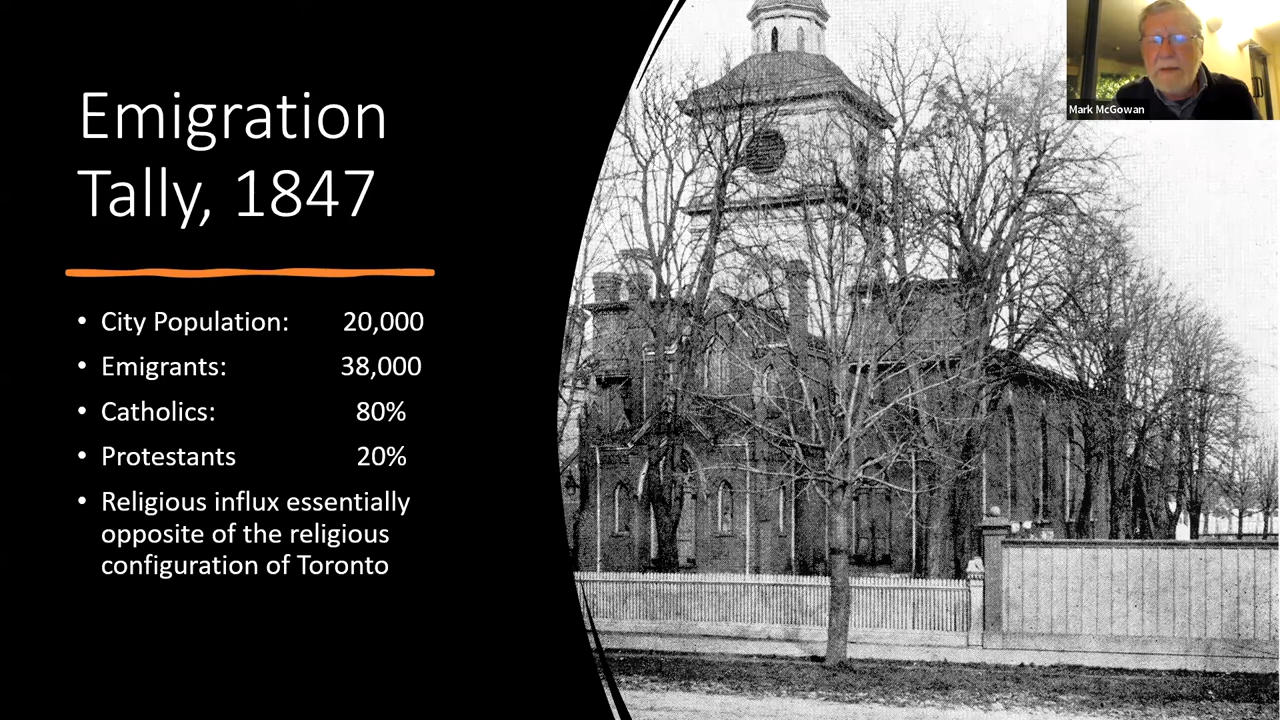 Emigration
Tally, 1847
• City Population: 20,000
• Emigrants: 38,000
• Catholics: 80%
• Protestants 20%
• Religious influx essentially
opposite of the religious
configuration of Toronto
Mark McGowan